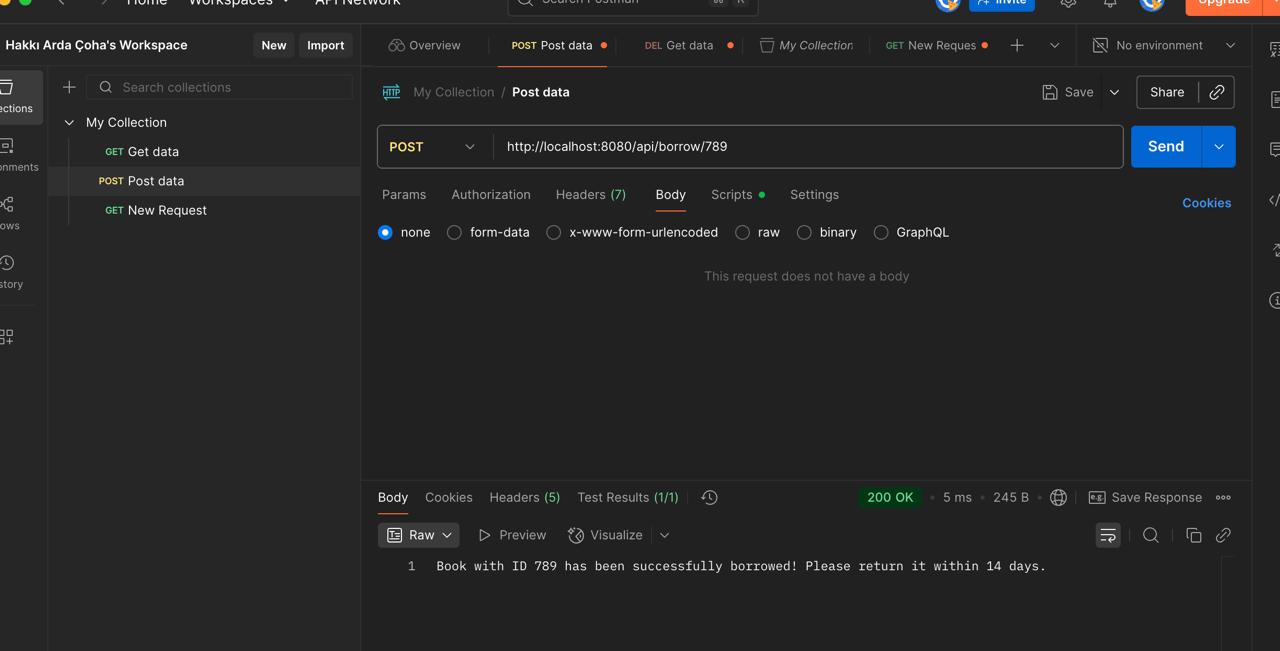 Home Workspaces API Network Search Postman ⌘ K Invite Upgrade
Hakkı Arda Çoha's Workspace New Import
Overview POST Post data DEL Get data My Collection GET New Reques No environment
Search collections
My Collection
GET Get data
POST Post data
GET New Request
ections
onments
ows
story
HTTP My Collection / Post data Save Share
POST http://localhost:8080/api/borrow/789 Send
Params Authorization Headers (7) Body Scripts Settings Cookies
none form-data x-www-form-urlencoded raw binary GraphQL
This request does not have a body
Body Cookies Headers (5) Test Results (1/1) 200 OK • 5 ms • 245 B • e.g. Save Response
Raw Preview Visualize
1 Book with ID 789 has been successfully borrowed! Please return it within 14 days.